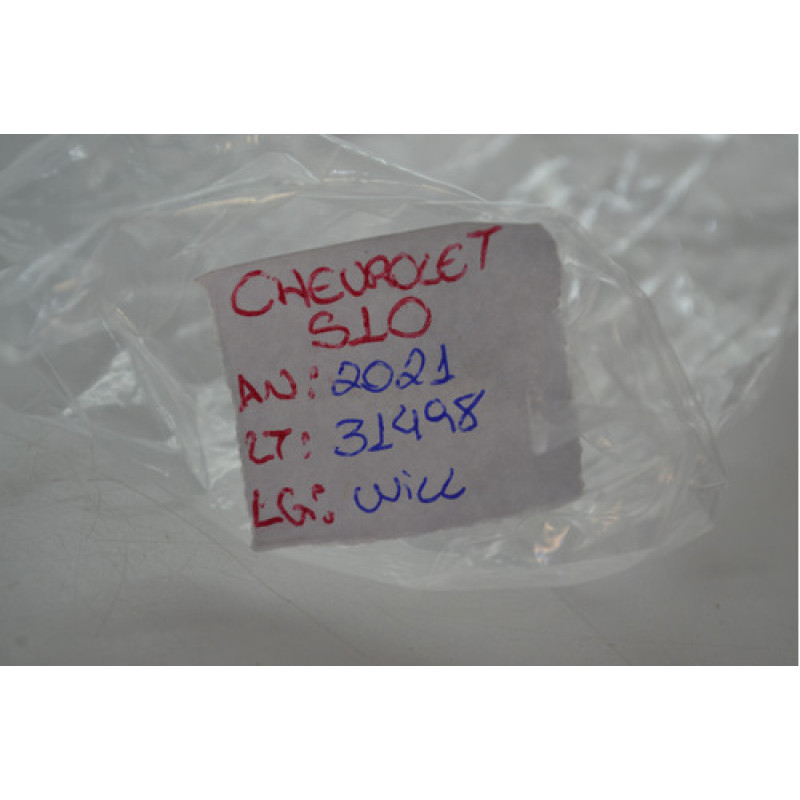 CHEVROLET
S10
AN: 2021
LT: 31498
LG: Will